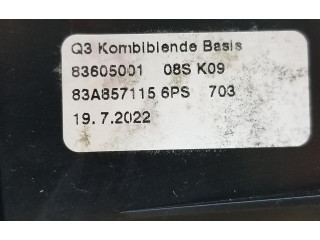 Q3 Kombiblende Basis
83605001 08S K09
83A857115 6PS 703
19.7.2022